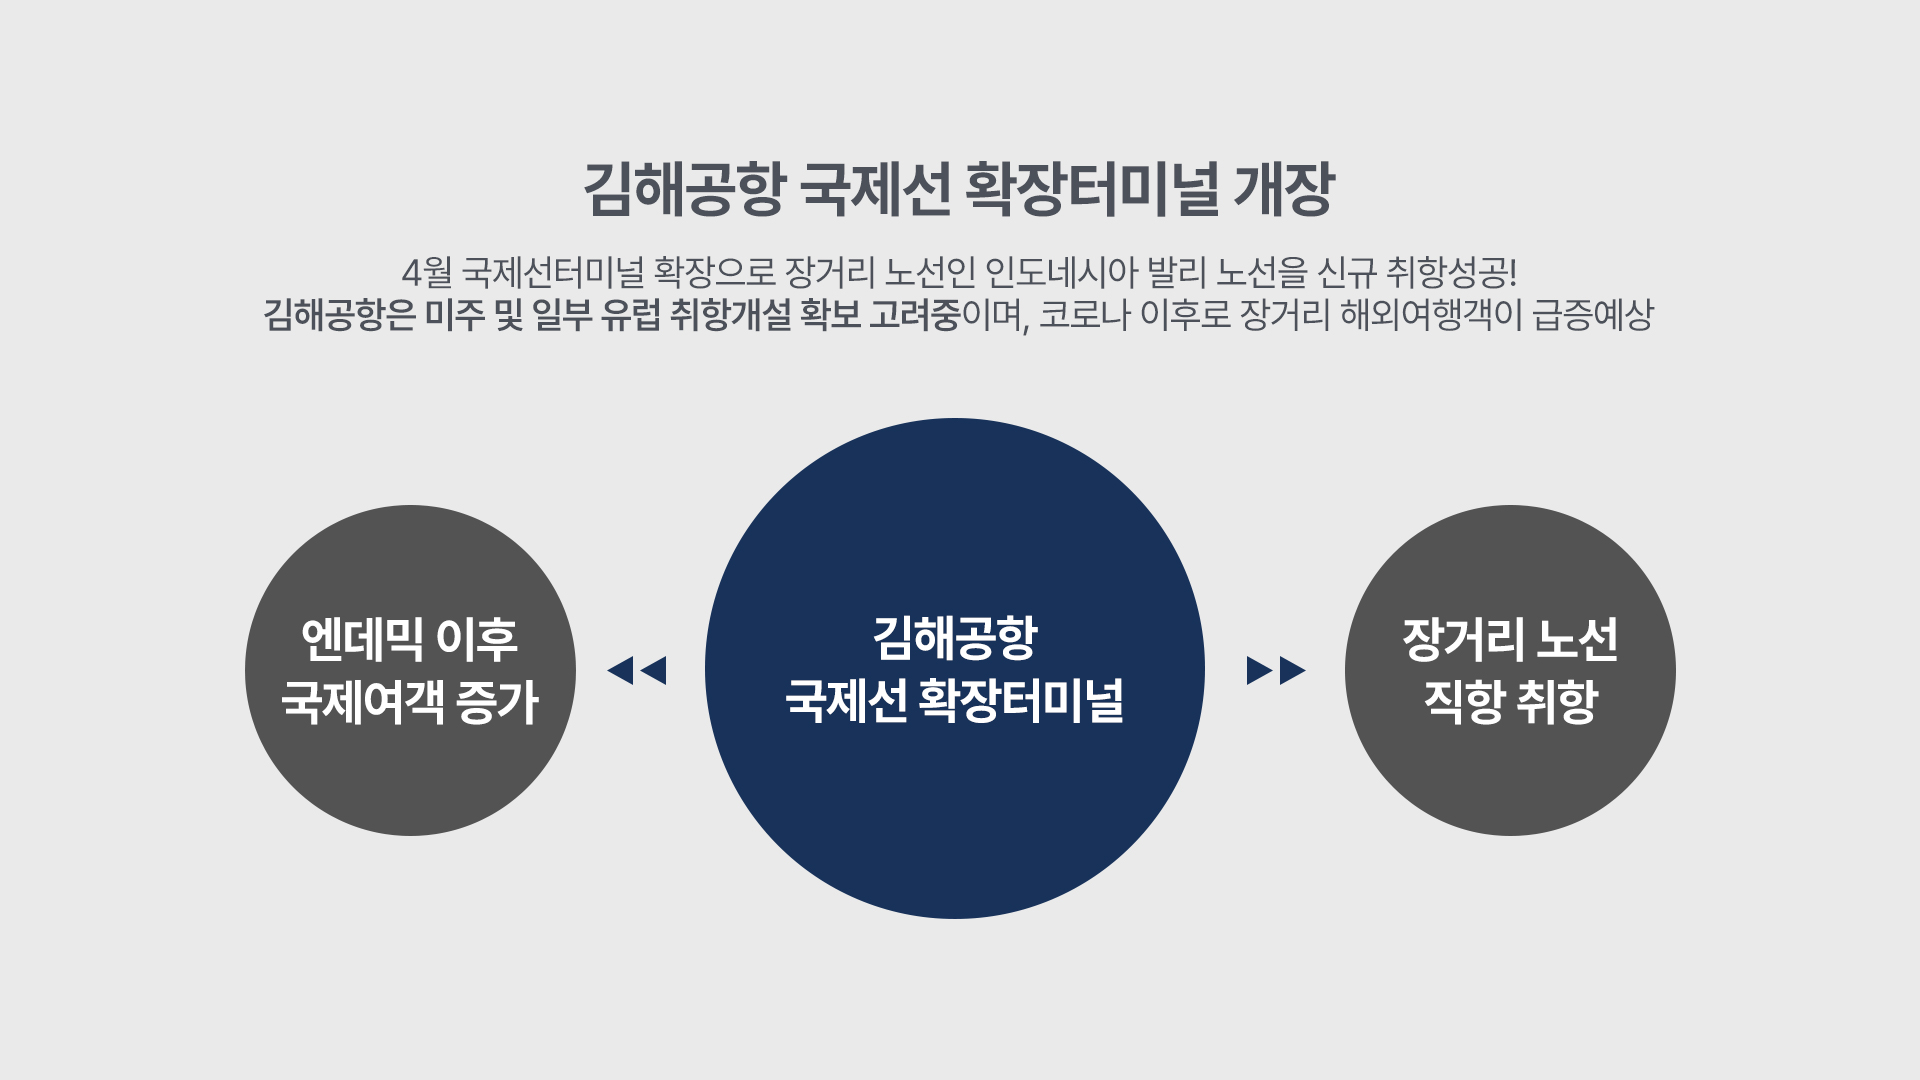 김해공항 국제선 확장터미널 개장
4월 국제선터미널 확장으로 장거리 노선인 인도네시아 발리 노선을 신규 취항성공!
김해공항은 미주 및 일부 유럽 취항개설 확보 고려중이며, 코로나 이후로 장거리 해외여행객이 급증예상
엔데믹 이후
국제여객 증가
김해공항
국제선 확장터미널
장거리 노선
직항 취항